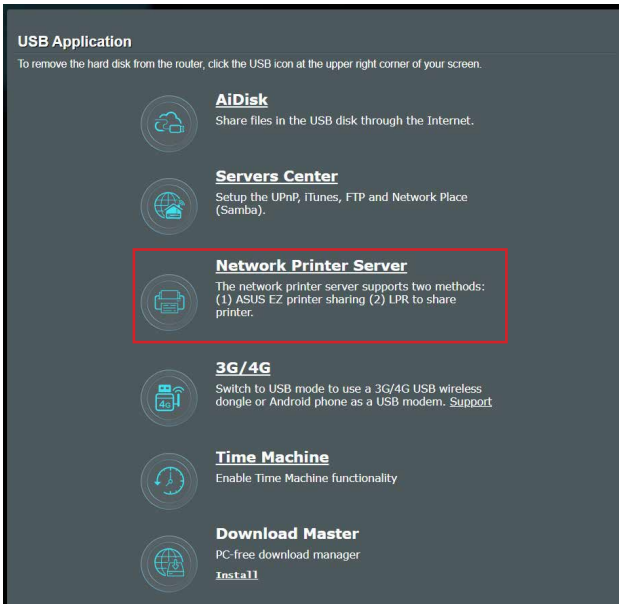 USB Application
To remove the hard disk from the router, click the USB icon at the upper right corner of your screen.
AiDisk
Share files in the USB disk through the Internet.
Servers Center
Setup the UPnP, iTunes, FTP and Network Place
(Samba).
Network Printer Server
The network printer server supports two methods:
(1) ASUS EZ printer sharing (2) LPR to share
printer.
3G/4G
4G
Switch to USB mode to use a 3G/4G USB wireless
dongle or Android phone as a USB modem. Support
Time Machine
Enable Time Machine functionality
Download Master
PC-free download manager
Install